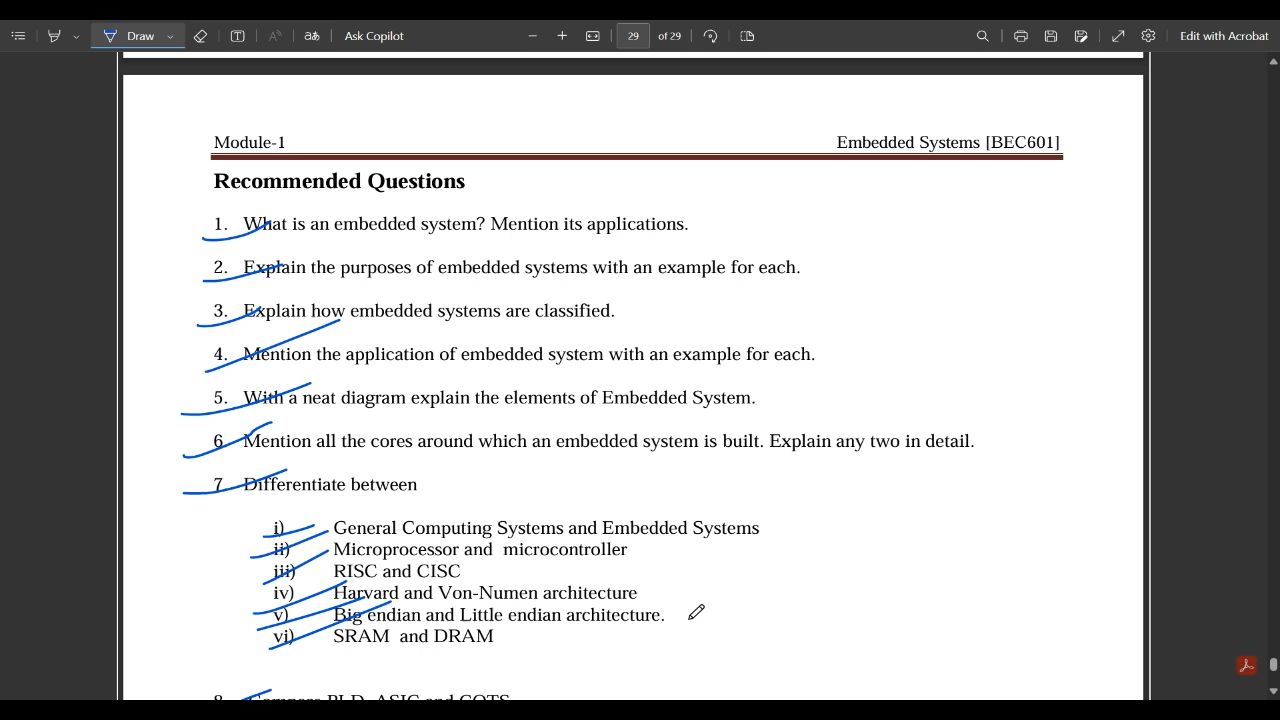 Draw
Ask Copilot
29 of 29
Edit with Acrobat
Module-1 Embedded Systems [BEC601]
Recommended Questions
1. What is an embedded system? Mention its applications.
2. Explain the purposes of embedded systems with an example for each.
3. Explain how embedded systems are classified.
4. Mention the application of embedded system with an example for each.
5. With a neat diagram explain the elements of Embedded System.
6. Mention all the cores around which an embedded system is built. Explain any two in detail.
7. Differentiate between
i) General Computing Systems and Embedded Systems
ii) Microprocessor and microcontroller
iii) RISC and CISC
iv) Harvard and Von-Numen architecture
v) Big endian and Little endian architecture.
vi) SRAM and DRAM
8. Compare PLD, ASIC and COTS